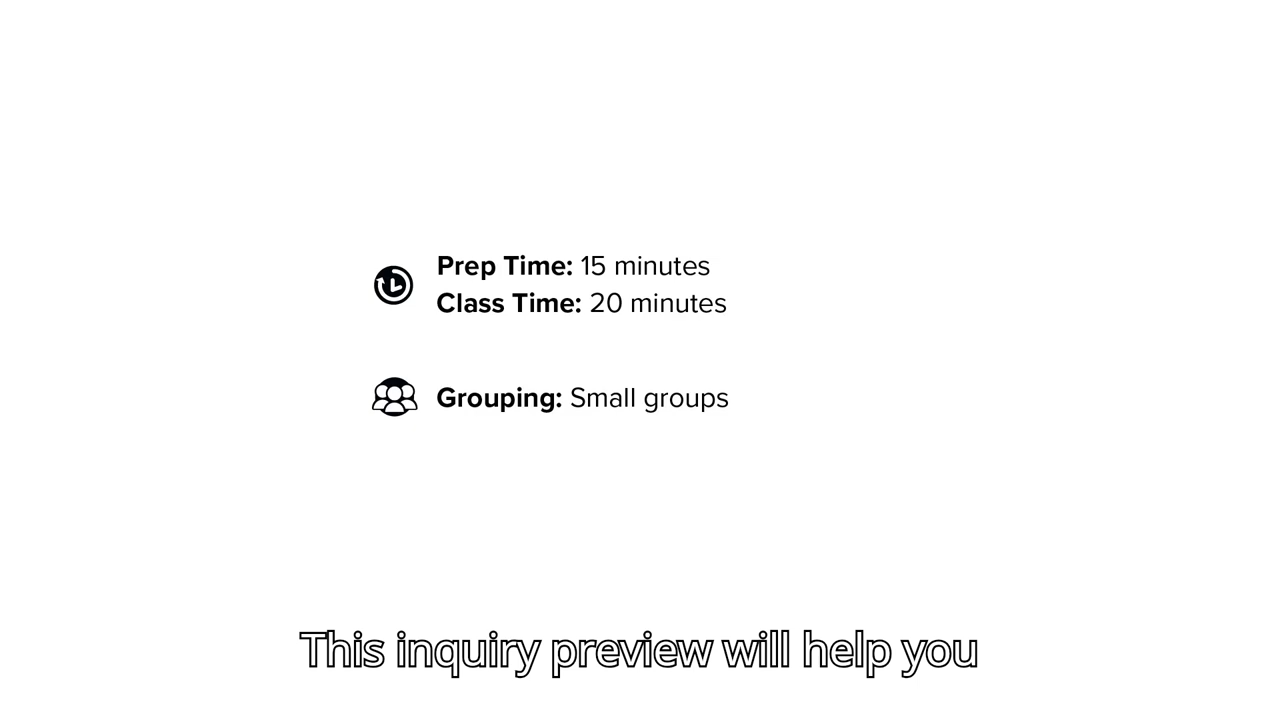 Prep Time: 15 minutes
Class Time: 20 minutes
Grouping: Small groups
This inquiry preview will help you